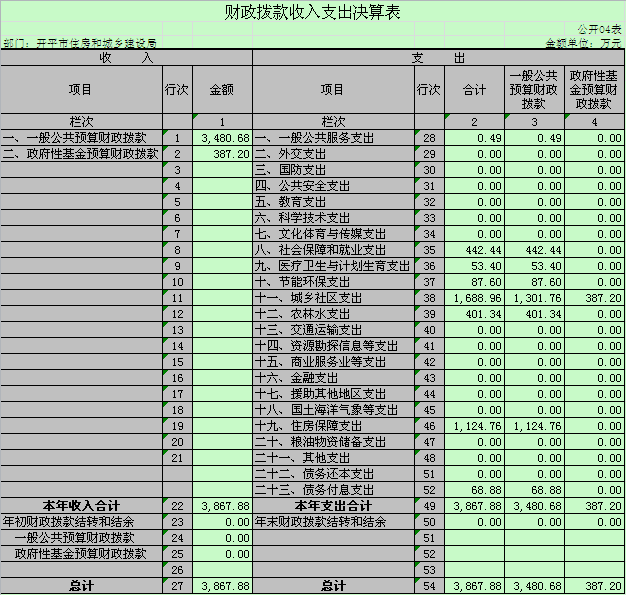 财政拨款收入支出决算表
公开04表
部门：开平市住房和城乡建设局 金额单位：万元
收 入 支 出
项目 行次 金额 项目 行次 合计 一般公共预算财政拨款 政府性基金预算财政拨款
栏次 1 栏次 2 3 4
一、一般公共预算财政拨款 1 3,480.68 一、一般公共服务支出 28 0.49 0.49 0.00
二、政府性基金预算财政拨款 2 387.20 二、外交支出 29 0.00 0.00 0.00
3 三、国防支出 30 0.00 0.00 0.00
4 四、公共安全支出 31 0.00 0.00 0.00
5 五、教育支出 32 0.00 0.00 0.00
6 六、科学技术支出 33 0.00 0.00 0.00
7 七、文化体育与传媒支出 34 0.00 0.00 0.00
8 八、社会保障和就业支出 35 442.44 442.44 0.00
9 九、医疗卫生与计划生育支出 36 53.40 53.40 0.00
10 十、节能环保支出 37 87.60 87.60 0.00
11 十一、城乡社区支出 38 1,688.96 1,301.76 387.20
12 十二、农林水支出 39 401.34 401.34 0.00
13 十三、交通运输支出 40 0.00 0.00 0.00
14 十四、资源勘探信息等支出 41 0.00 0.00 0.00
15 十五、商业服务业等支出 42 0.00 0.00 0.00
16 十六、金融支出 43 0.00 0.00 0.00
17 十七、援助其他地区支出 44 0.00 0.00 0.00
18 十八、国土海洋气象等支出 45 0.00 0.00 0.00
19 十九、住房保障支出 46 1,124.76 1,124.76 0.00
20 二十、粮油物资储备支出 47 0.00 0.00 0.00
21 二十一、其他支出 48 0.00 0.00 0.00
二十二、债务还本支出 51 0.00 0.00 0.00
二十三、债务付息支出 52 68.88 68.88 0.00
本年收入合计 22 3,867.88 本年支出合计 49 3,867.88 3,480.68 387.20
年初财政拨款结转和结余 23 0.00 年末财政拨款结转和结余 50 0.00 0.00 0.00
一般公共预算财政拨款 24 0.00 51
政府性基金预算财政拨款 25 0.00 52
26 53
总计 27 3,867.88 总计 54 3,867.88 3,480.68 387.20